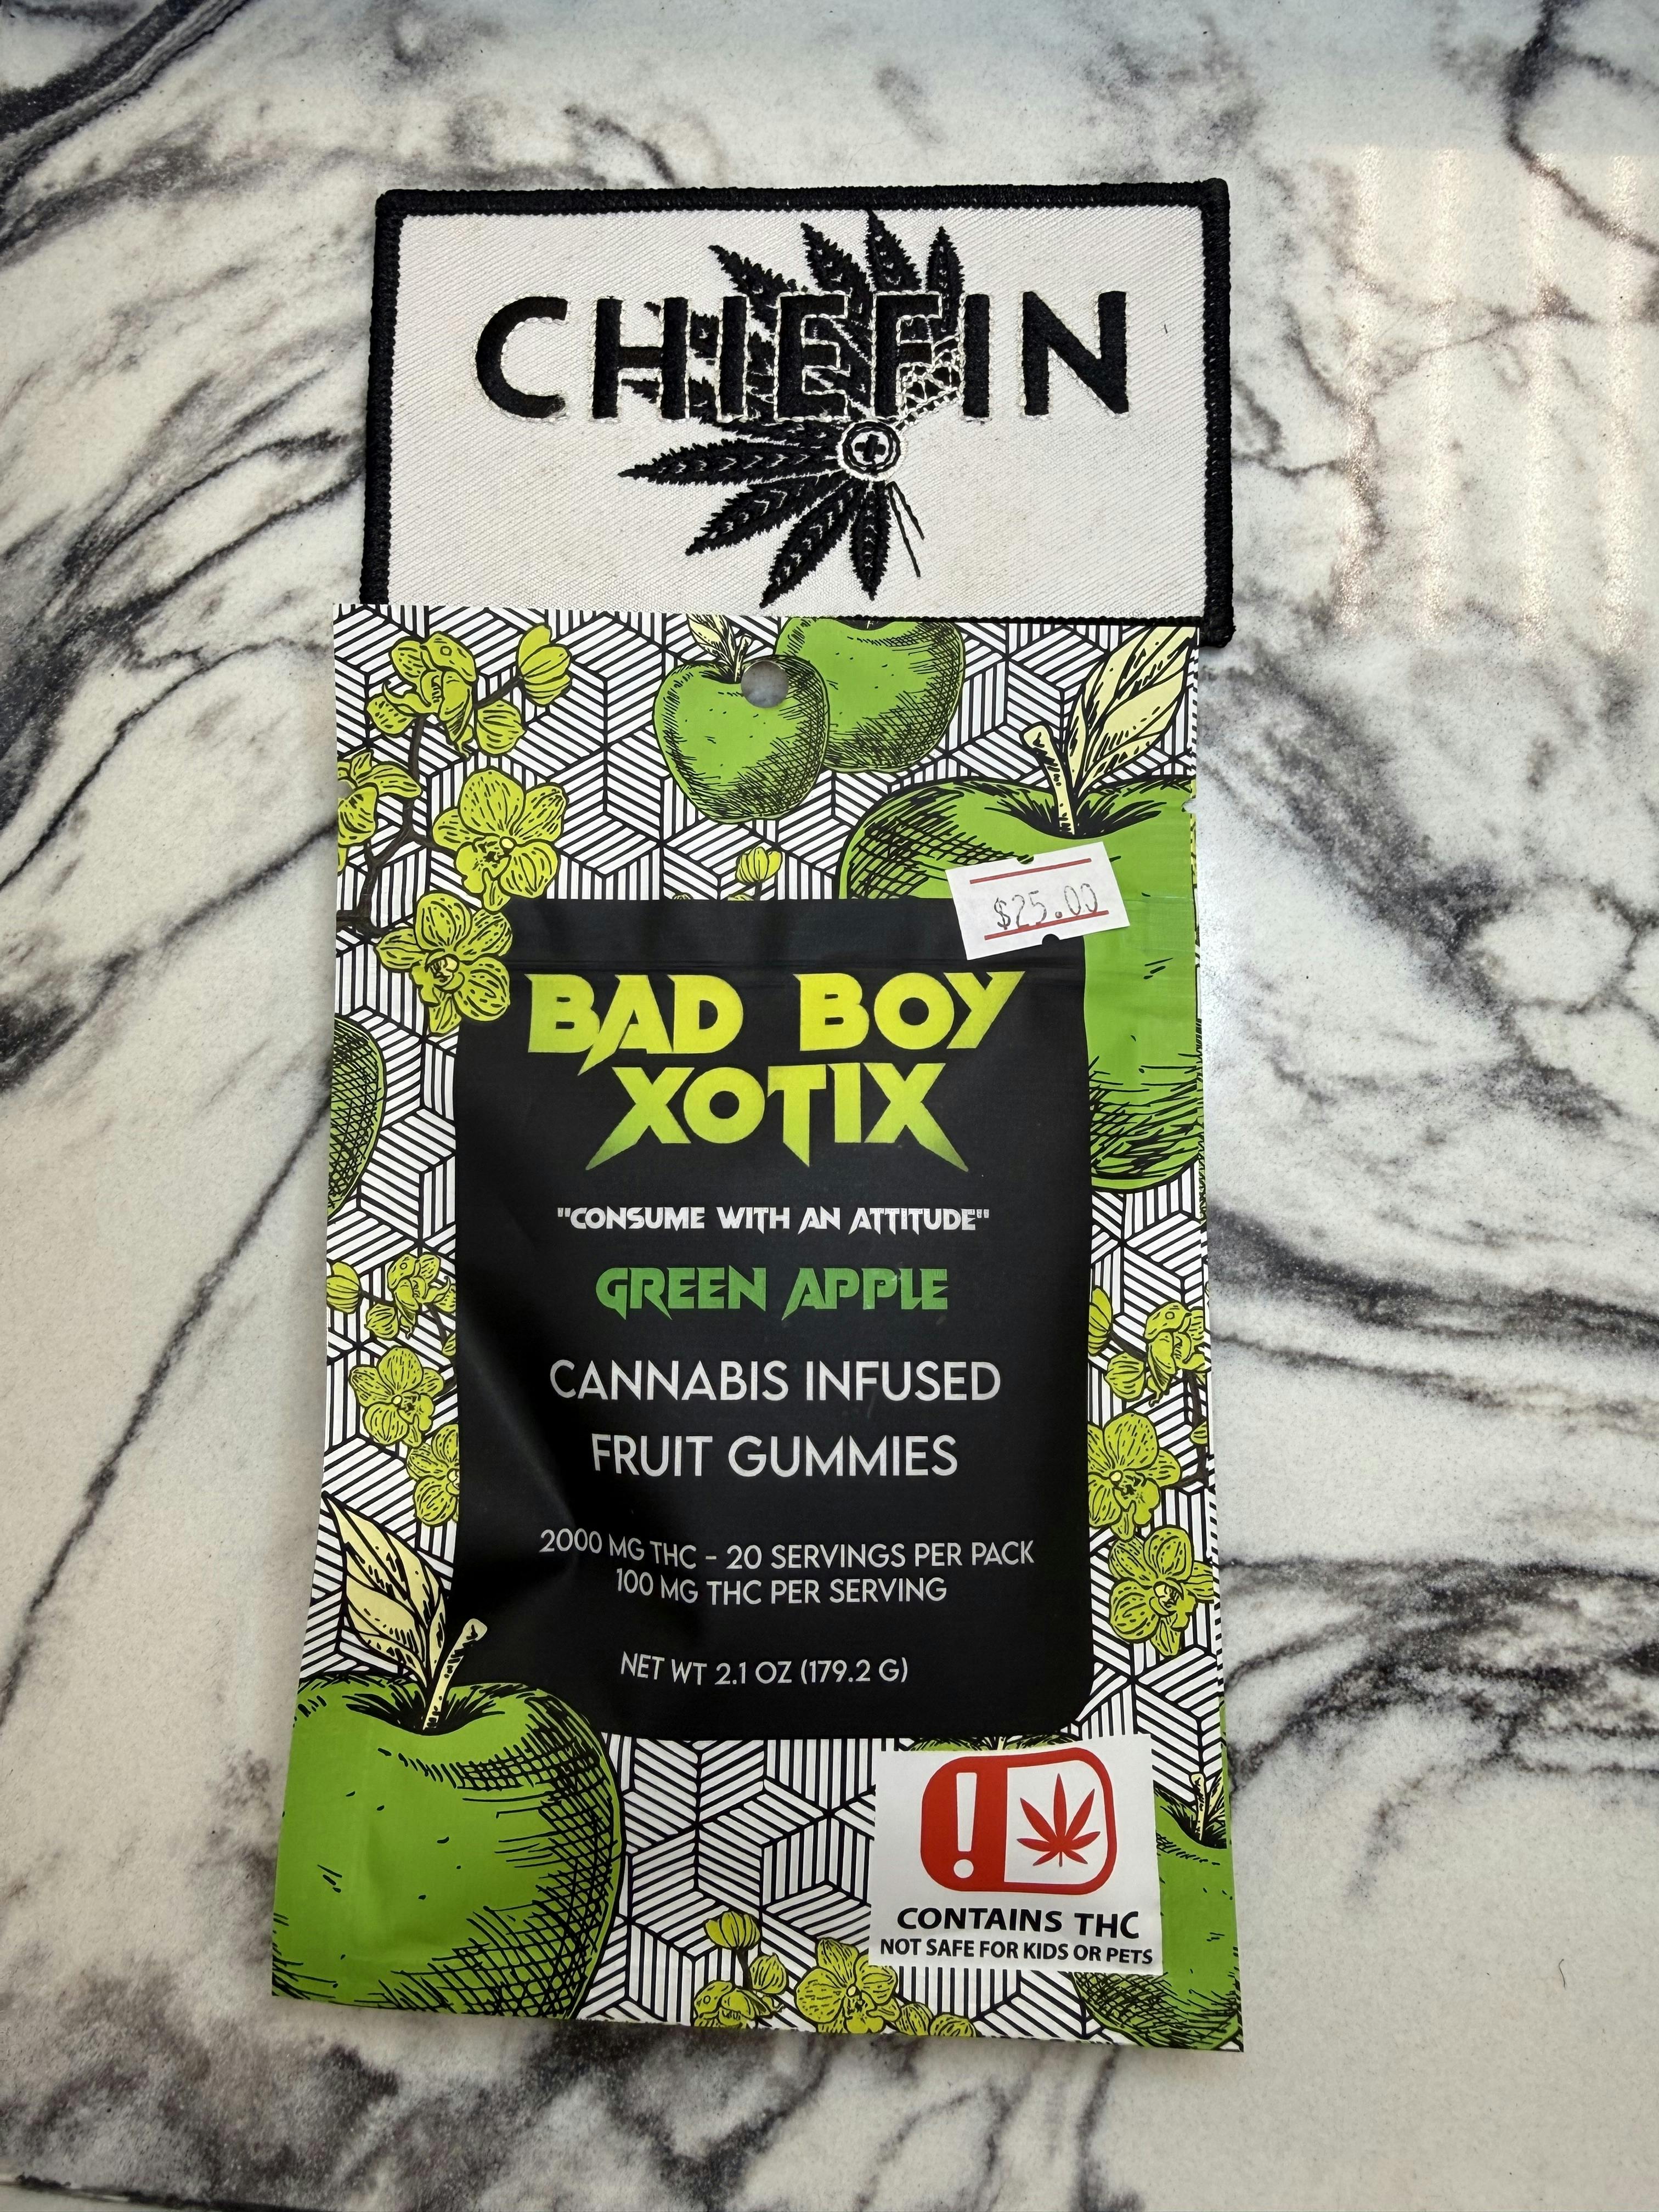 CHIEFIN
$25.00
BAD BOY
XOTIX
"CONSUME WITH AN ATTITUDE"
GREEN APPLE
CANNABIS INFUSED
FRUIT GUMMIES
2000 MG THC - 20 SERVINGS PER PACK
100 MG THC PER SERVING
NET WT 2.1 OZ (179.2 G)
!
CONTAINS THC
NOT SAFE FOR KIDS OR PETS